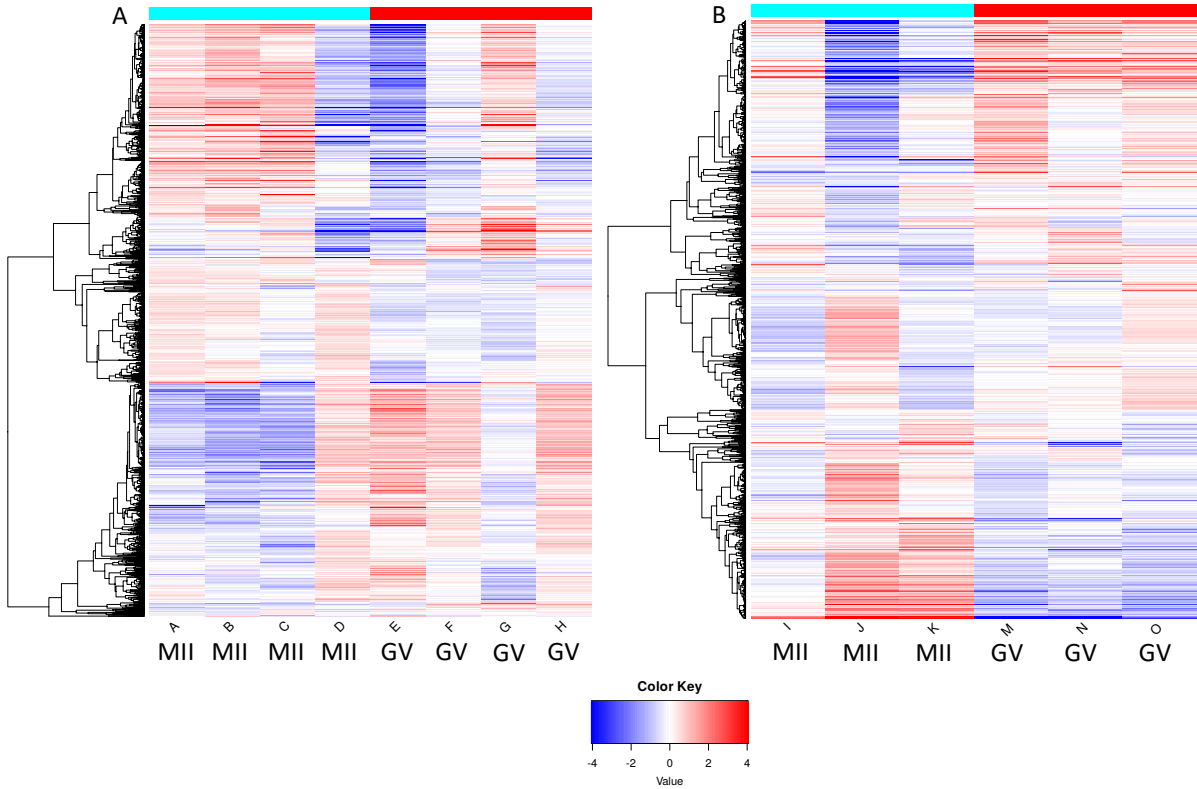 A
B
A B C D E F G H
MII MII MII MII GV GV GV GV
I J K M N O
MII MII MII GV GV GV
Color Key
-4 -2 0 2 4
Value